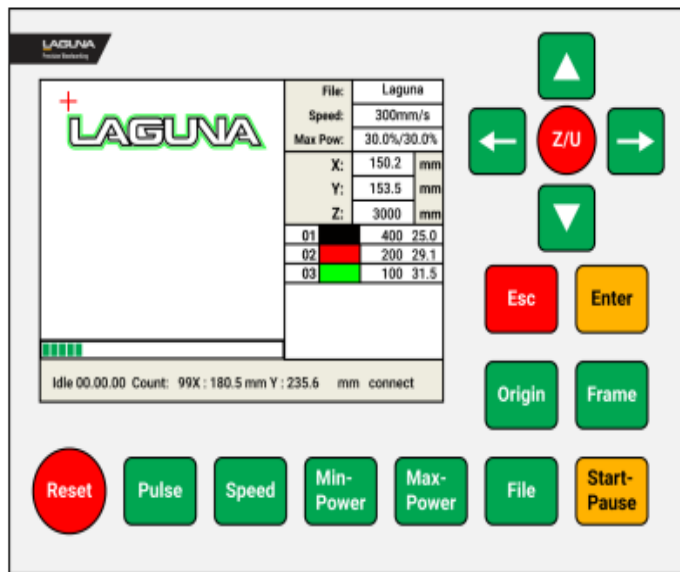 LAGUNA
Precision Woodworking
LAGUNA
File: Laguna
Speed: 300mm/s
Max Pow: 30.0%/30.0%
X: 150.2 mm
Y: 153.5 mm
Z: 3000 mm
01 400 25.0
02 200 29.1
03 100 31.5
Idle 00.00.00 Count: 99X : 180.5 mm Y : 235.6 mm connect
Z/U
Esc
Enter
Origin
Frame
Reset
Pulse
Speed
Min-
Power
Max-
Power
File
Start-
Pause